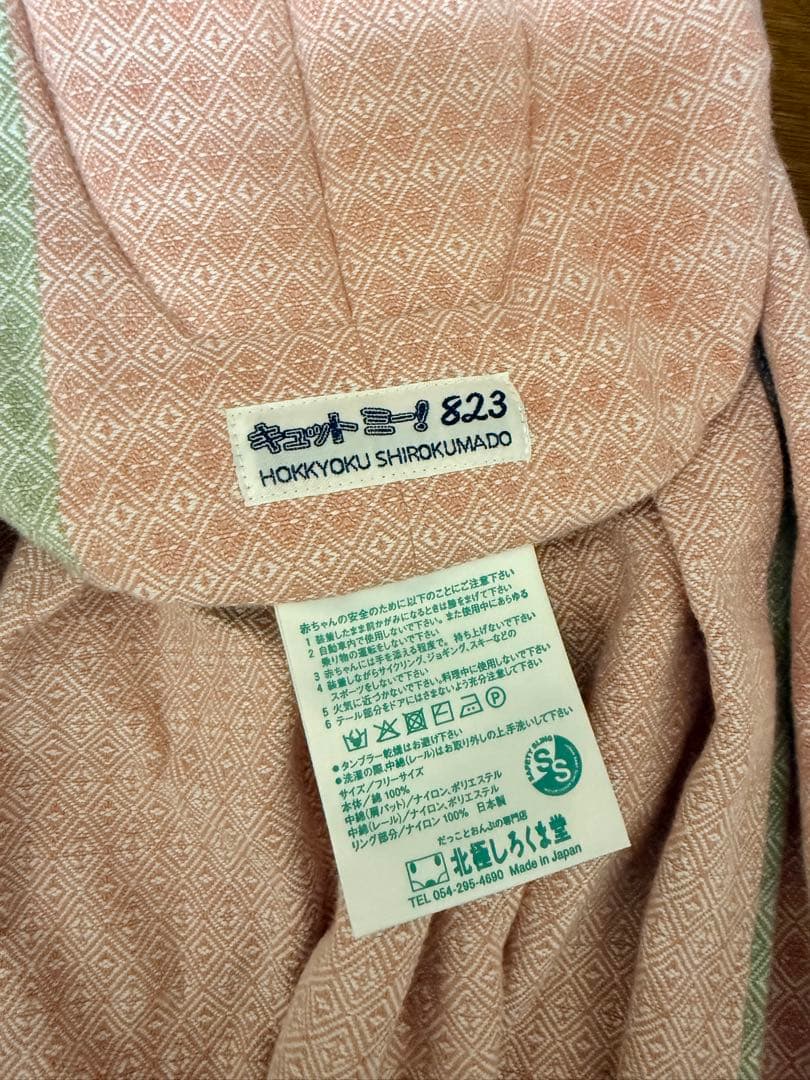 キュット ミー! 823
HOKKYOKU SHIROKUMADO
赤ちゃんの安全のために以下のことにご注意下さい
1 装着したまま前かがみになるときは膝をまげて下さい
2 自動車内で使用しないで下さい。また使用中にあらゆる
乗り物の運転をしないで下さい
3 赤ちゃんには手を添える程度で。持ち上げないで下さい
4 装着しながらサイクリング、ジョギング、スキーなどの
スポーツをしないで下さい
5 火気に近づかないで下さい。料理中に使用しないで下さい
6 テール部分をドアにはさまないよう充分注意して下さい
●タンブラー乾燥はお避け下さい
●洗濯の際、中綿(レール)はお取り外しの上、手洗いして下さい
サイズ/フリーサイズ
本体/綿 100%
中綿(肩パット)/ナイロン、ポリエステル
中綿(レール)/ナイロン、ポリエステル
リング部分/ナイロン 100% 日本製
SAFETY SLING
SS
だっことおんぶの専門店
北極しろくま堂
TEL 054-295-4690 Made in Japan